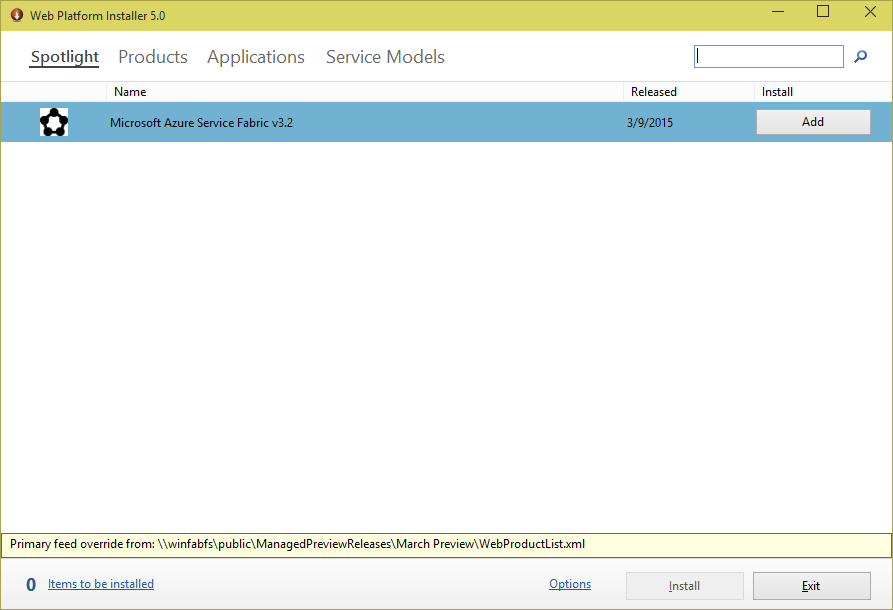 Web Platform Installer 5.0
Spotlight Products Applications Service Models
Name Released Install
Microsoft Azure Service Fabric v3.2 3/9/2015 Add
Primary feed override from: \\winfabfs\public\ManagedPreviewReleases\March Preview\WebProductList.xml
0 Items to be installed Options Install Exit